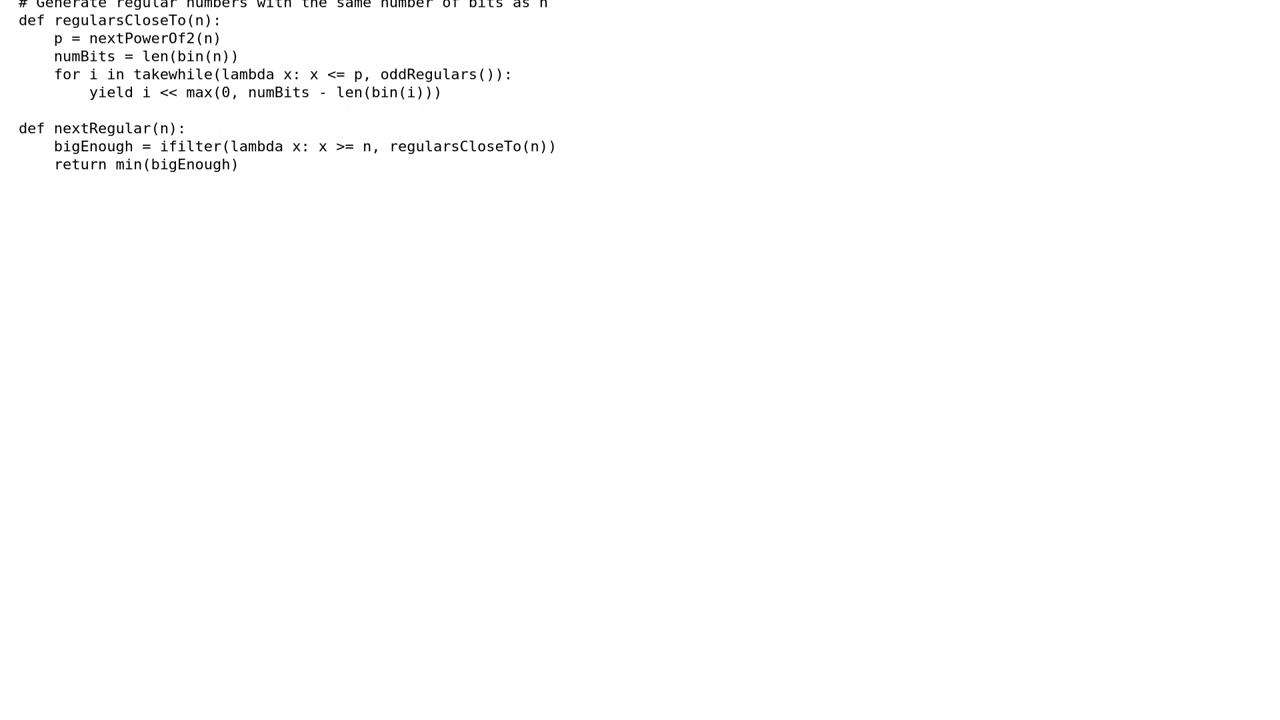 # Generate regular numbers with the same number of bits as n
def regularsCloseTo(n):
    p = nextPowerOf2(n)
    numBits = len(bin(n))
    for i in takewhile(lambda x: x <= p, oddRegulars()):
        yield i << max(0, numBits - len(bin(i)))

def nextRegular(n):
    bigEnough = ifilter(lambda x: x >= n, regularsCloseTo(n))
    return min(bigEnough)